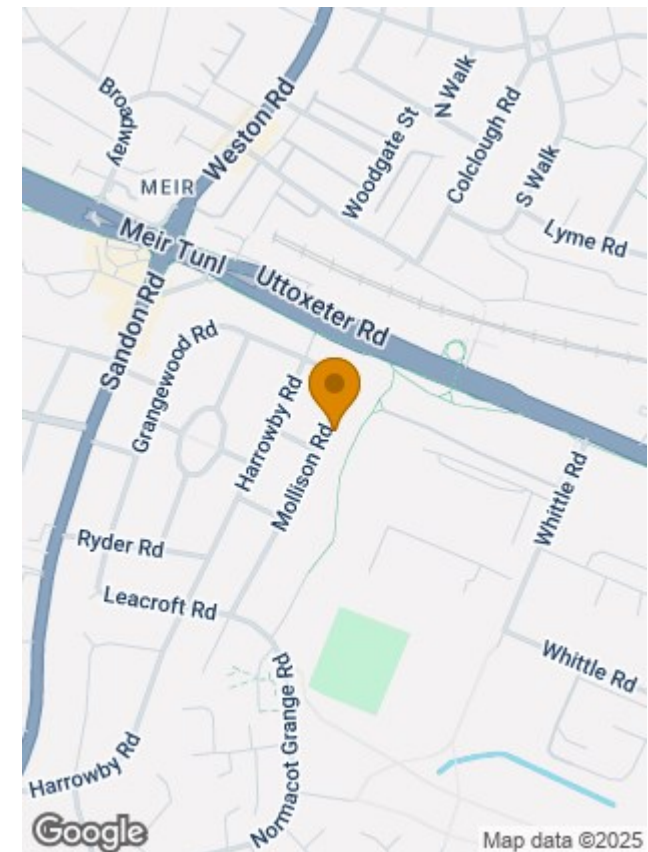 Broadway
Weston Rd
N Walk
Woodgate St
Colclough Rd
S Walk
MEIR
Lyme Rd
Meir Tunl
Uttoxeter Rd
Sandon Rd
Grangewood Rd
Harrowby Rd
Mollison Rd
Whittle Rd
Ryder Rd
Leacroft Rd
Whittle Rd
Normacot Grange Rd
Harrowby Rd
Google
Map data ©2025